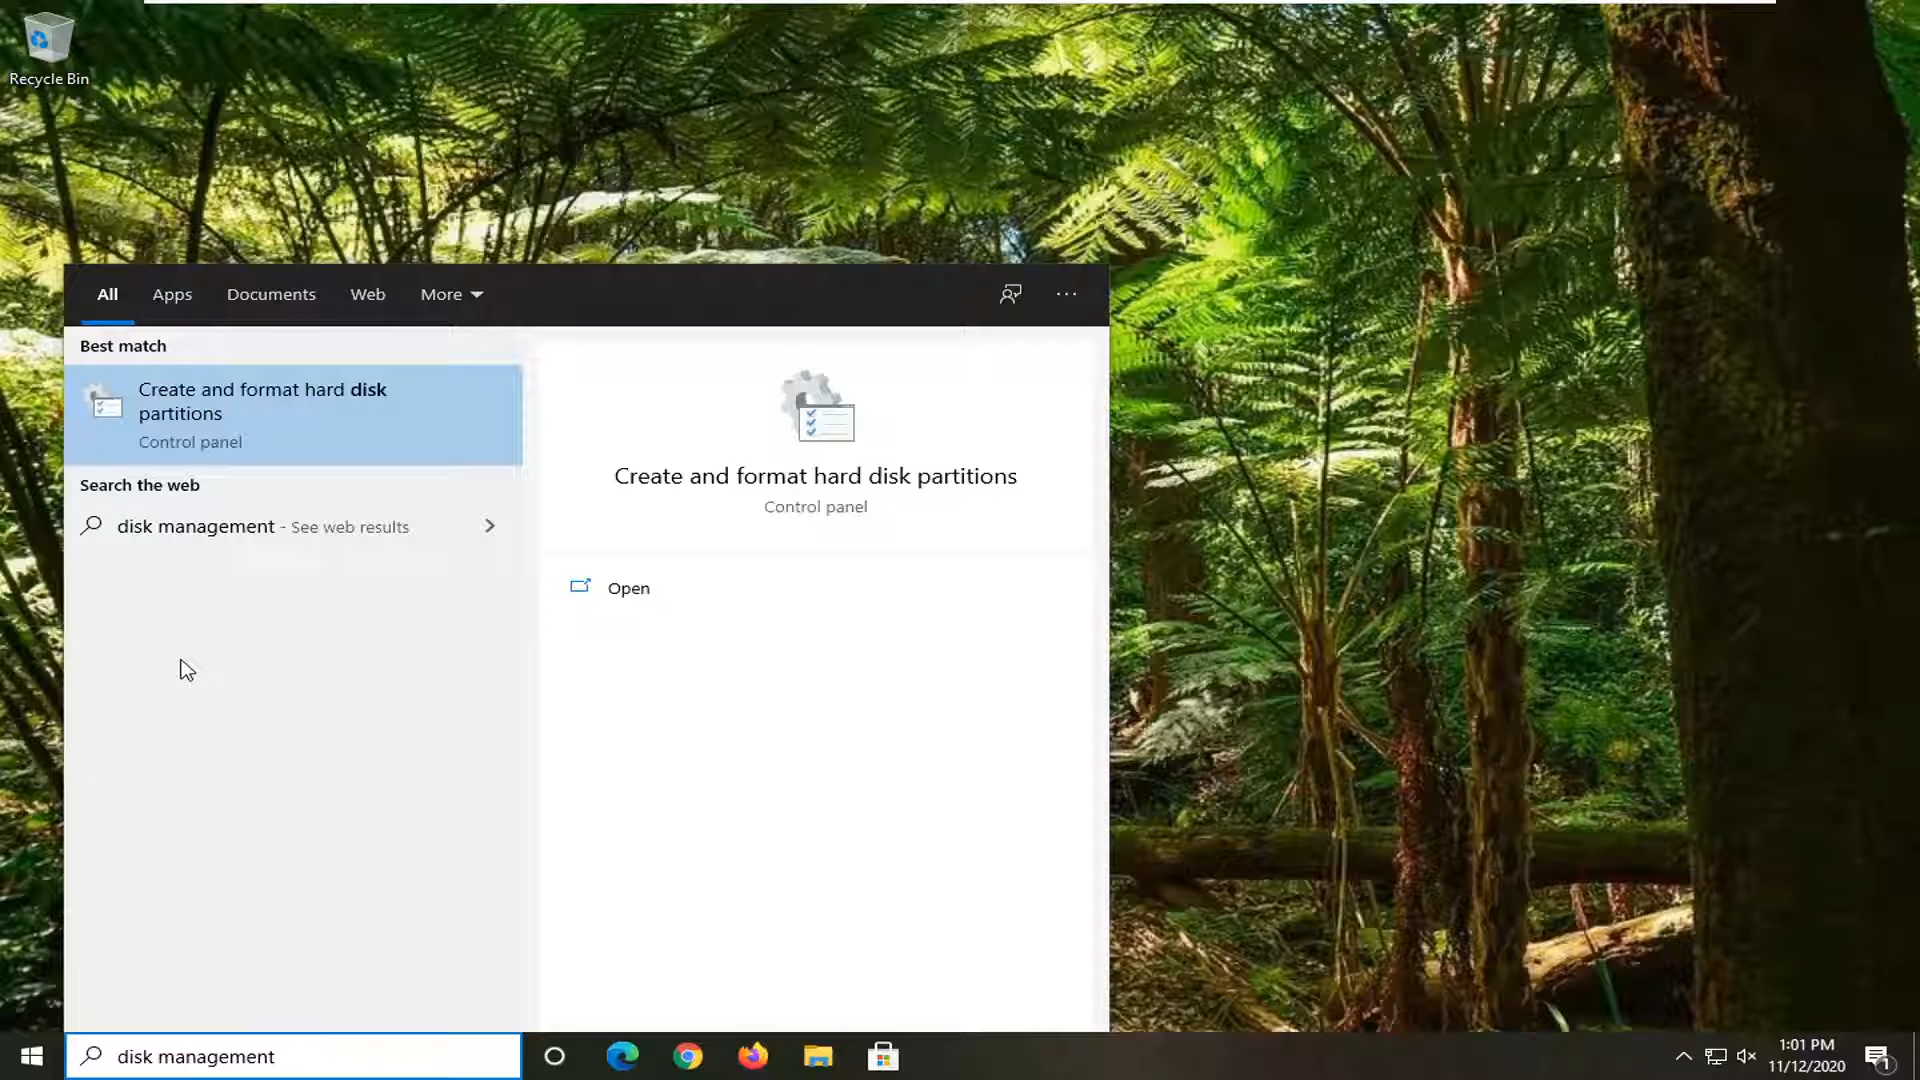 Recycle Bin
All Apps Documents Web More
Best match
Create and format hard disk
partitions
Control panel
Search the web
disk management - See web results
Create and format hard disk partitions
Control panel
Open
disk management
1:01 PM
11/12/2020
1